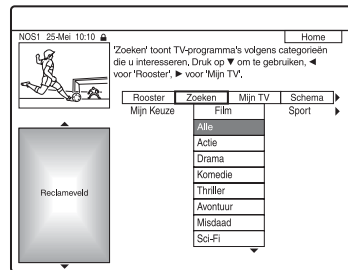 NOS1 25-Mei 10:10
Home
'Zoeken' toont TV-programma's volgens categorieën
die u interesseren. Druk op ▼ om te gebruiken, ◄
voor 'Rooster', ► voor 'Mijn TV'.
Rooster Zoeken Mijn TV Schema
Mijn Keuze Film Sport
Alle
Actie
Drama
Komedie
Thriller
Avontuur
Misdaad
Sci-Fi
Reclameveld